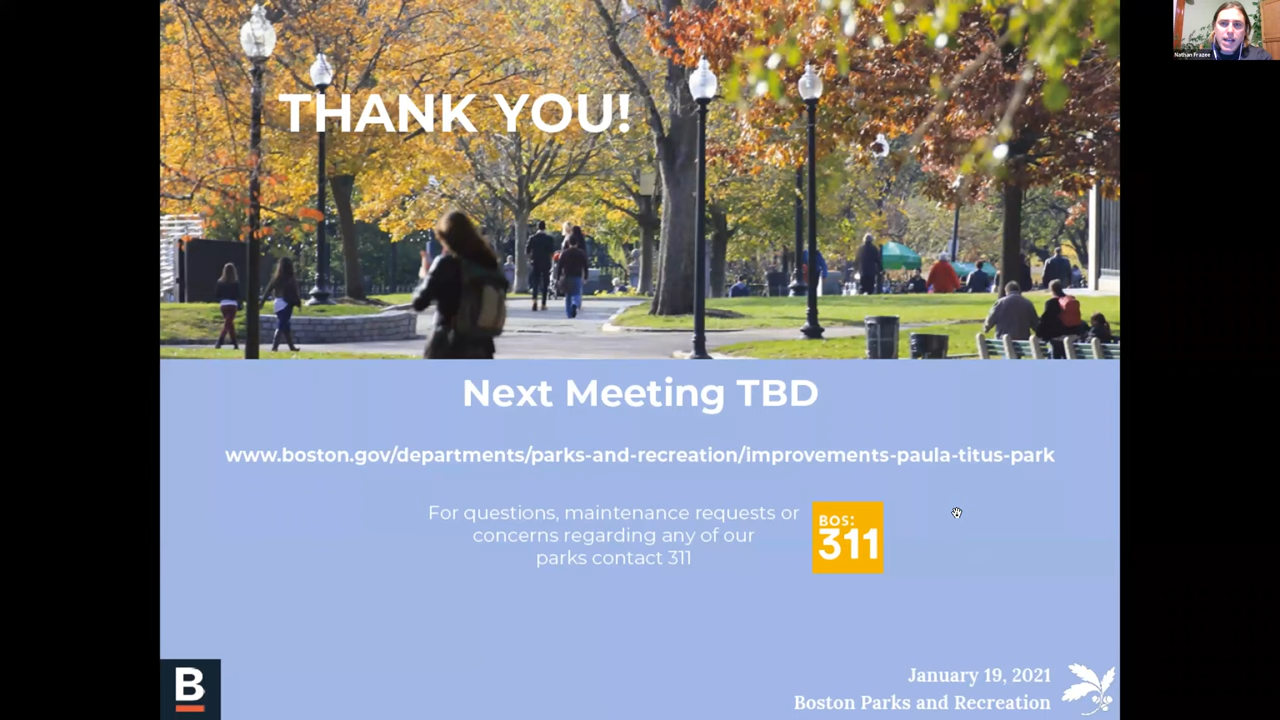 Nathan Frazee
THANK YOU!
Next Meeting TBD
www.boston.gov/departments/parks-and-recreation/improvements-paula-titus-park
For questions, maintenance requests or
concerns regarding any of our
parks contact 311
BOS:
311
B
January 19, 2021
Boston Parks and Recreation